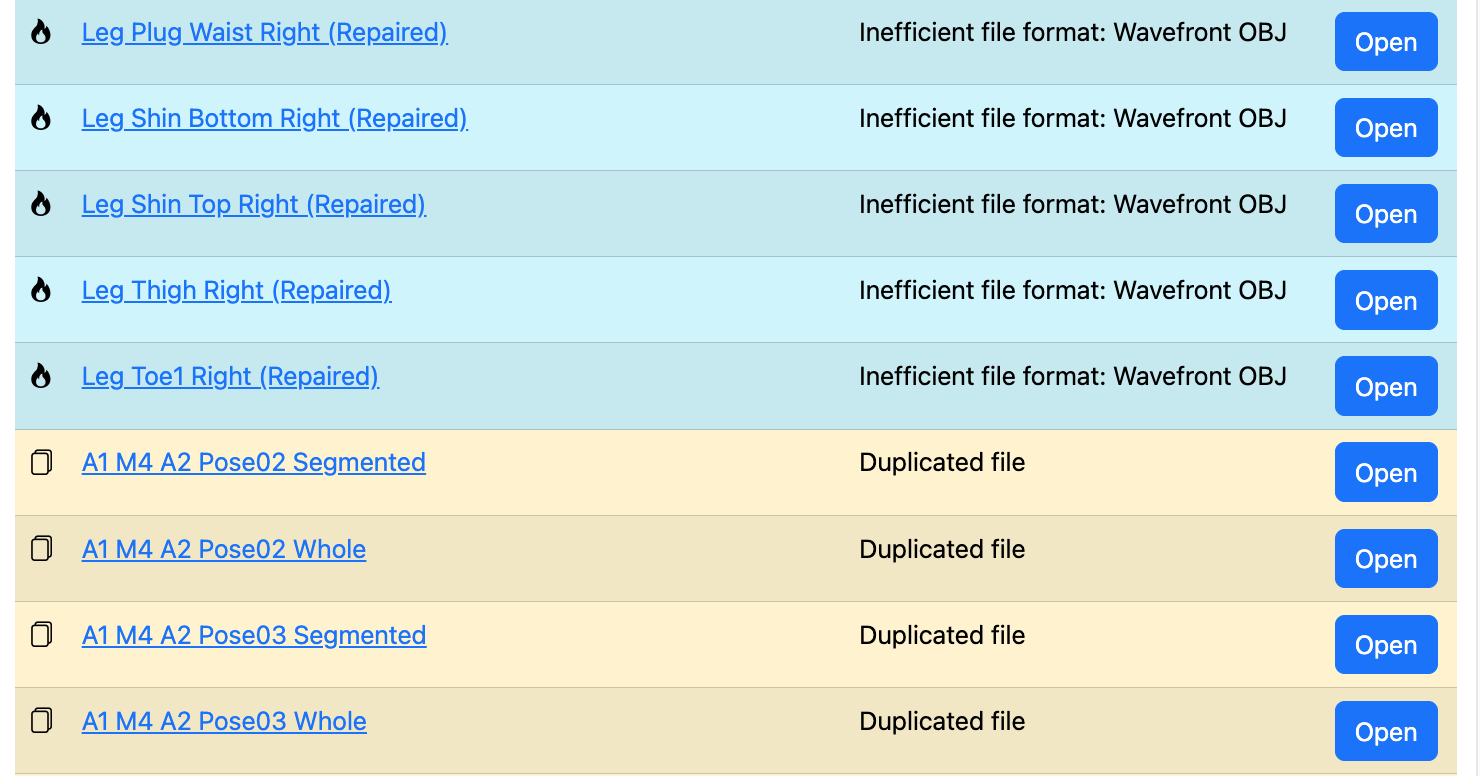 Leg Plug Waist Right (Repaired) Inefficient file format: Wavefront OBJ Open
Leg Shin Bottom Right (Repaired) Inefficient file format: Wavefront OBJ Open
Leg Shin Top Right (Repaired) Inefficient file format: Wavefront OBJ Open
Leg Thigh Right (Repaired) Inefficient file format: Wavefront OBJ Open
Leg Toe1 Right (Repaired) Inefficient file format: Wavefront OBJ Open
A1 M4 A2 Pose02 Segmented Duplicated file Open
A1 M4 A2 Pose02 Whole Duplicated file Open
A1 M4 A2 Pose03 Segmented Duplicated file Open
A1 M4 A2 Pose03 Whole Duplicated file Open